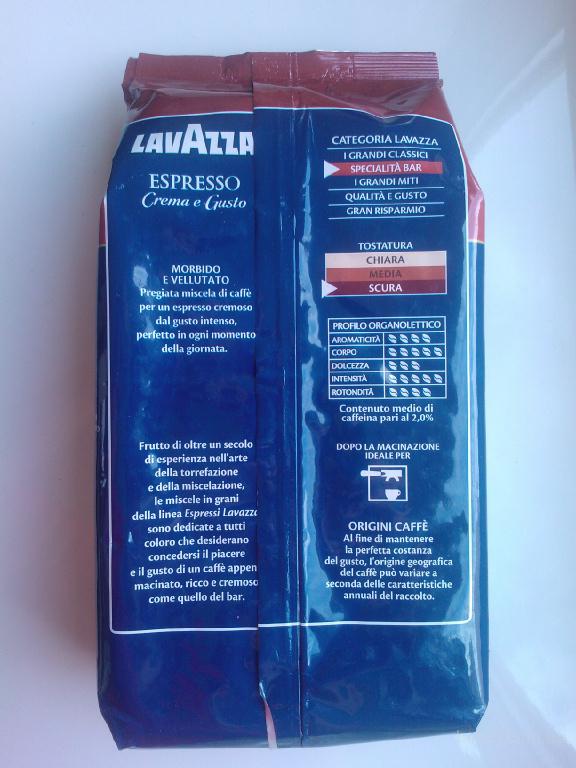 LAVAZZA
ESPRESSO
Crema e Gusto
MORBIDO
E VELLUTATO
Pregiata miscela di caffè
per un espresso cremoso
dal gusto intenso,
perfetto in ogni momento
della giornata.
Frutto di oltre un secolo
di esperienza nell'arte
della torrefazione
e della miscelazione,
le miscele in grani
della linea Espressi Lavazza
sono dedicate a tutti
coloro che desiderano
concedersi il piacere
e il gusto di un caffè appen
macinato, ricco e cremoso
come quello del bar.
CATEGORIA LAVAZZA
I GRANDI CLASSICI
SPECIALITÀ BAR
I GRANDI MITI
QUALITÀ E GUSTO
GRAN RISPARMIO
TOSTATURA
CHIARA
MEDIA
SCURA
PROFILO ORGANOLETTICO
AROMATICITÀ
CORPO
DOLCEZZA
INTENSITÀ
ROTONDITÀ
Contenuto medio di
caffeina pari al 2,0%
DOPO LA MACINAZIONE
IDEALE PER
ORIGINI CAFFÈ
Al fine di mantenere
la perfetta costanza
del gusto, l'origine geografica
del caffè può variare a
seconda delle caratteristiche
annuali del raccolto.